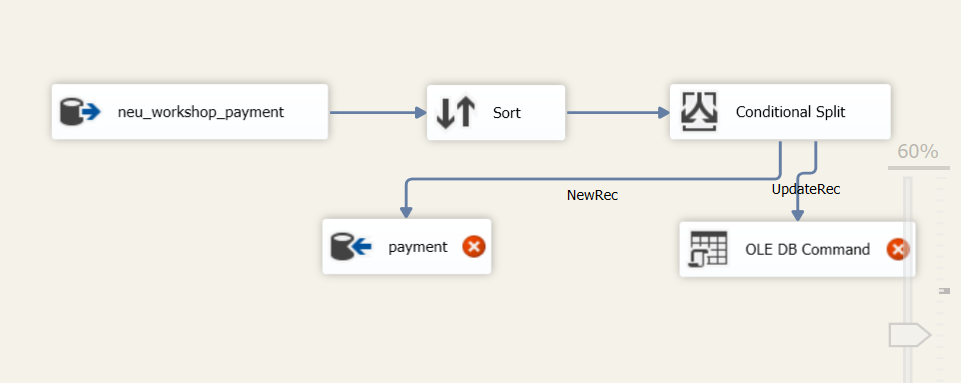 neu_workshop_payment
Sort
Conditional Split
60%
NewRec
UpdateRec
payment
OLE DB Command